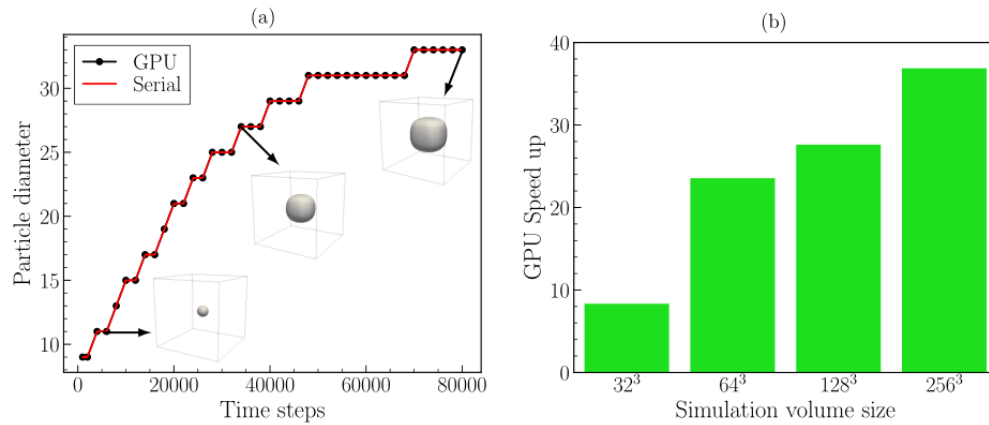 (a)
GPU
Serial
Particle diameter
30
25
20
15
10
0 20000 40000 60000 80000
Time steps
(b)
GPU Speed up
40
30
20
10
0
32³ 64³ 128³ 256³
Simulation volume size